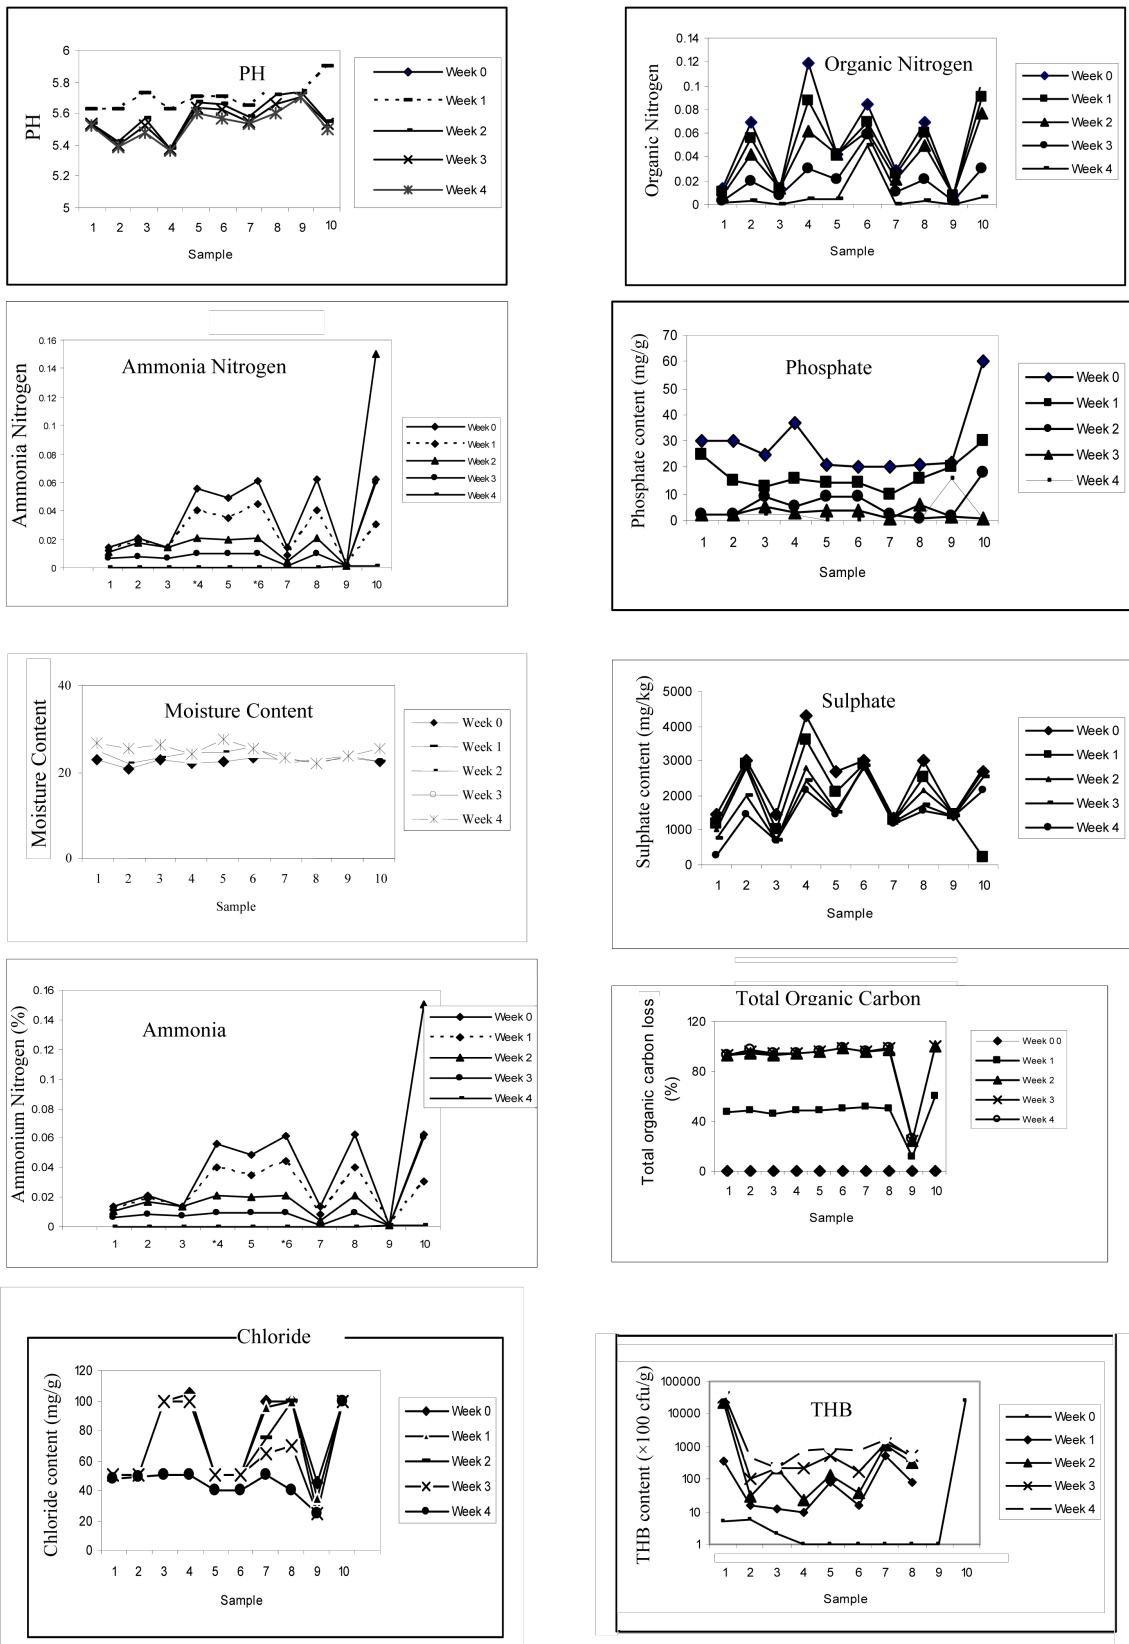 PH
6
5.8
5.6
5.4
5.2
5
PH
1 2 3 4 5 6 7 8 9 10
Sample
Week 0
Week 1
Week 2
Week 3
Week 4
Organic Nitrogen
0.14
0.12
0.1
0.08
0.06
0.04
0.02
0
Organic Nitrogen
1 2 3 4 5 6 7 8 9 10
Sample
Week 0
Week 1
Week 2
Week 3
Week 4
Ammonia Nitrogen
0.16
0.14
0.12
0.1
0.08
0.06
0.04
0.02
0
Ammonia Nitrogen
1 2 3 *4 5 *6 7 8 9 10
Week 0
Week 1
Week 2
Week 3
Week 4
Phosphate content (mg/g)
70
60
50
40
30
20
10
0
Phosphate
1 2 3 4 5 6 7 8 9 10
Sample
Week 0
Week 1
Week 2
Week 3
Week 4
Moisture Content
40
20
0
Moisture Content
1 2 3 4 5 6 7 8 9 10
Sample
Week 0
Week 1
Week 2
Week 3
Week 4
Sulphate content (mg/kg)
5000
4000
3000
2000
1000
0
Sulphate
1 2 3 4 5 6 7 8 9 10
Sample
Week 0
Week 1
Week 2
Week 3
Week 4
Ammonium Nitrogen (%)
0.16
0.14
0.12
0.1
0.08
0.06
0.04
0.02
0
Ammonia
1 2 3 *4 5 *6 7 8 9 10
Week 0
Week 1
Week 2
Week 3
Week 4
Total Organic Carbon
Total organic carbon loss
(%)
120
80
40
0
1 2 3 4 5 6 7 8 9 10
Sample
Week 0 0
Week 1
Week 2
Week 3
Week 4
Chloride
Chloride content (mg/g)
120
100
80
60
40
20
0
1 2 3 4 5 6 7 8 9 10
Sample
Week 0
Week 1
Week 2
Week 3
Week 4
THB content (×100 cfu/g)
100000
10000
1000
100
10
1
THB
1 2 3 4 5 6 7 8 9 10
Sample
Week 0
Week 1
Week 2
Week 3
Week 4